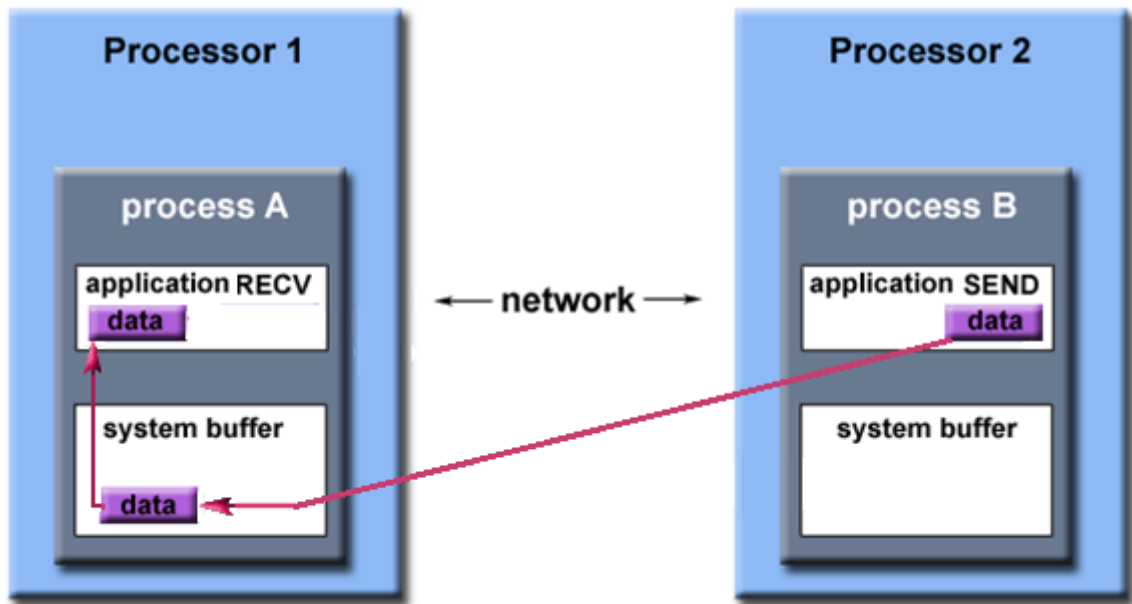 Processor 1
process A
application RECV
data
system buffer
data
network
Processor 2
process B
application SEND
data
system buffer